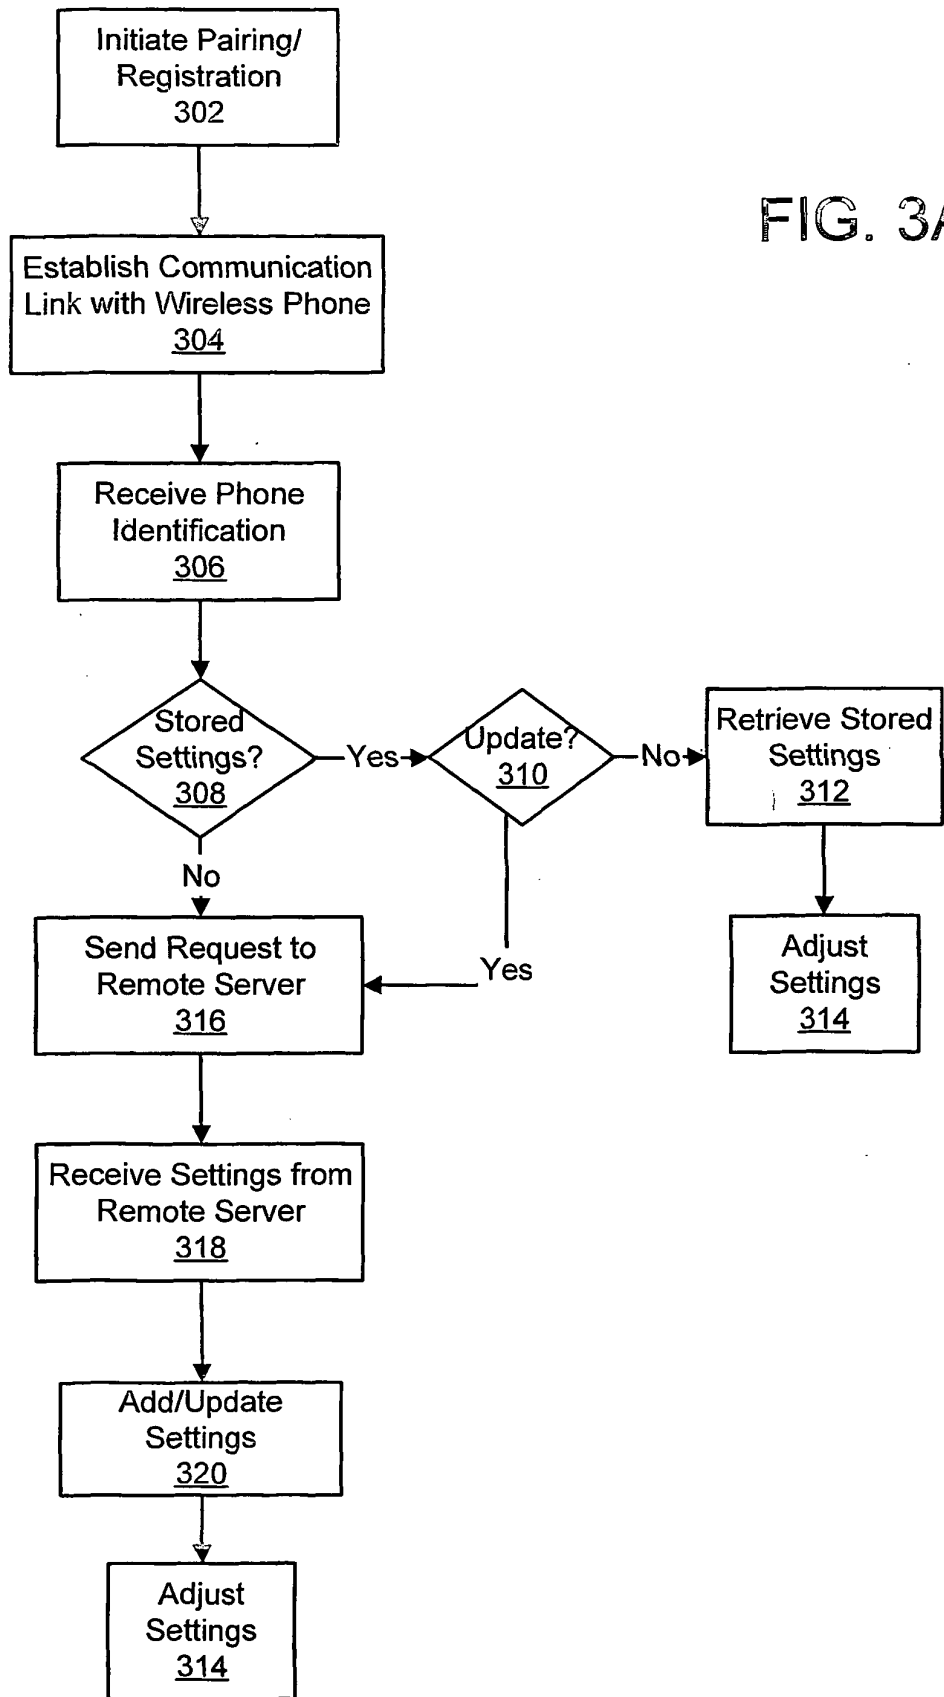 Initiate Pairing/
Registration
302
FIG. 3A
Establish Communication
Link with Wireless Phone
304
Receive Phone
Identification
306
Stored
Settings?
308
Yes
Update?
310
No
Retrieve Stored
Settings
312
No
Yes
Adjust
Settings
314
Send Request to
Remote Server
316
Receive Settings from
Remote Server
318
Add/Update
Settings
320
Adjust
Settings
314